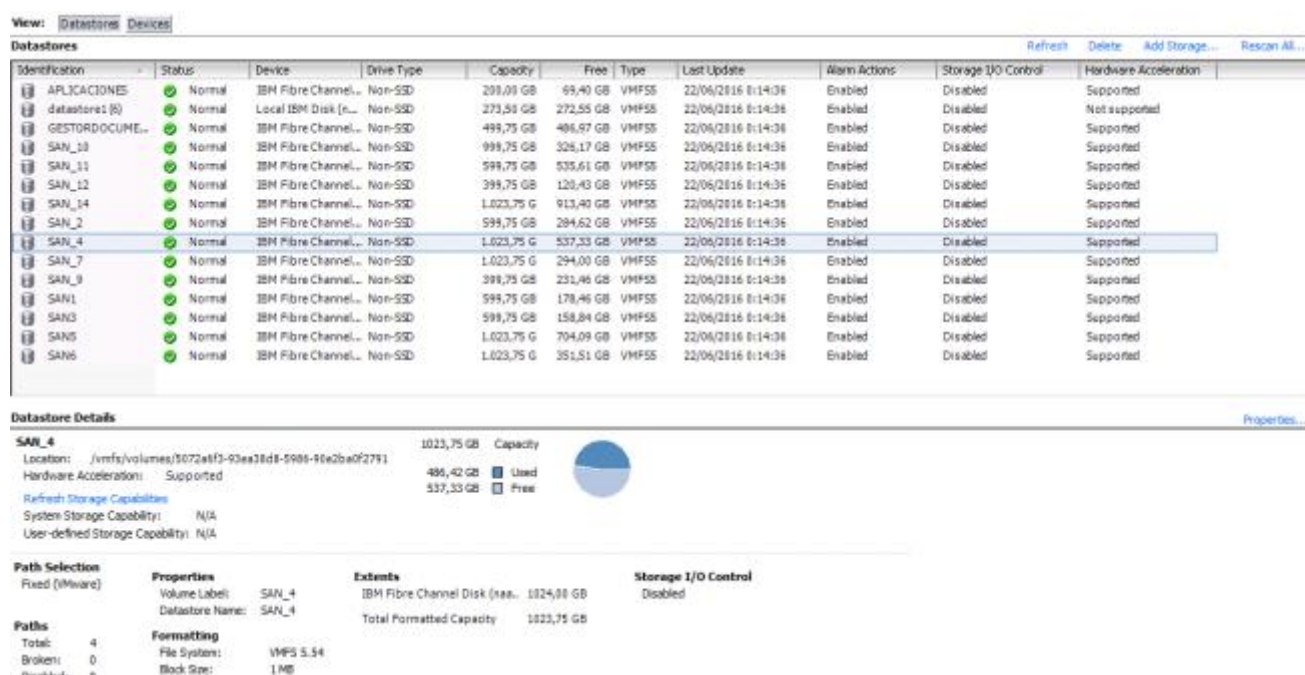 View: Datastores Devices
Datastores Refresh Delete Add Storage... Rescan All...
Identification Status Device Drive Type Capacity Free Type Last Update Alarm Actions Storage I/O Control Hardware Acceleration
APLICACIONES Normal IBM Fibre Channel... Non-SSD 200,00 GB 69,40 GB VMFS5 22/06/2016 0:14:36 Enabled Disabled Supported
datastore1 (6) Normal Local IBM Disk (n... Non-SSD 273,50 GB 272,55 GB VMFS5 22/06/2016 0:14:36 Enabled Disabled Not supported
GESTORDOCUME... Normal IBM Fibre Channel... Non-SSD 499,75 GB 486,97 GB VMFS5 22/06/2016 0:14:36 Enabled Disabled Supported
SAN_10 Normal IBM Fibre Channel... Non-SSD 999,75 GB 326,17 GB VMFS5 22/06/2016 0:14:36 Enabled Disabled Supported
SAN_11 Normal IBM Fibre Channel... Non-SSD 599,75 GB 535,61 GB VMFS5 22/06/2016 0:14:36 Enabled Disabled Supported
SAN_12 Normal IBM Fibre Channel... Non-SSD 399,75 GB 120,43 GB VMFS5 22/06/2016 0:14:36 Enabled Disabled Supported
SAN_14 Normal IBM Fibre Channel... Non-SSD 1.023,75 G 913,40 GB VMFS5 22/06/2016 0:14:36 Enabled Disabled Supported
SAN_2 Normal IBM Fibre Channel... Non-SSD 599,75 GB 284,62 GB VMFS5 22/06/2016 0:14:36 Enabled Disabled Supported
SAN_4 Normal IBM Fibre Channel... Non-SSD 1.023,75 G 537,33 GB VMFS5 22/06/2016 0:14:36 Enabled Disabled Supported
SAN_7 Normal IBM Fibre Channel... Non-SSD 1.023,75 G 294,00 GB VMFS5 22/06/2016 0:14:36 Enabled Disabled Supported
SAN_9 Normal IBM Fibre Channel... Non-SSD 231,46 GB VMFS5 22/06/2016 0:14:36 Enabled Disabled Supported
SAN1 Normal IBM Fibre Channel... Non-SSD 599,75 GB 178,46 GB VMFS5 22/06/2016 0:14:36 Enabled Disabled Supported
SAN3 Normal IBM Fibre Channel... Non-SSD 599,75 GB 158,84 GB VMFS5 22/06/2016 0:14:36 Enabled Disabled Supported
SAN5 Normal IBM Fibre Channel... Non-SSD 1.023,75 G 704,09 GB VMFS5 22/06/2016 0:14:36 Enabled Disabled Supported
SAN6 Normal IBM Fibre Channel... Non-SSD 1.023,75 G 351,51 GB VMFS5 22/06/2016 0:14:36 Enabled Disabled Supported
Datastore Details Properties...
SAN_4 1023,75 GB Capacity
Location: /vmfs/volumes/5072a6f3-93ea38d8-5986-90e2ba0f2791
Hardware Acceleration: Supported 486,42 GB Used
537,33 GB Free
Refresh Storage Capabilities
System Storage Capability: N/A
User-defined Storage Capability: N/A
Path Selection
Fixed (VMware)
Properties Extents Storage I/O Control
Volume Label: SAN_4 IBM Fibre Channel Disk (naa... 1024,00 GB Disabled
Datastore Name: SAN_4
Total Formatted Capacity 1023,75 GB
Paths
Total: 4
Broken: 0
Formatting
File System: VMFS 5.54
Block Size: 1 MB